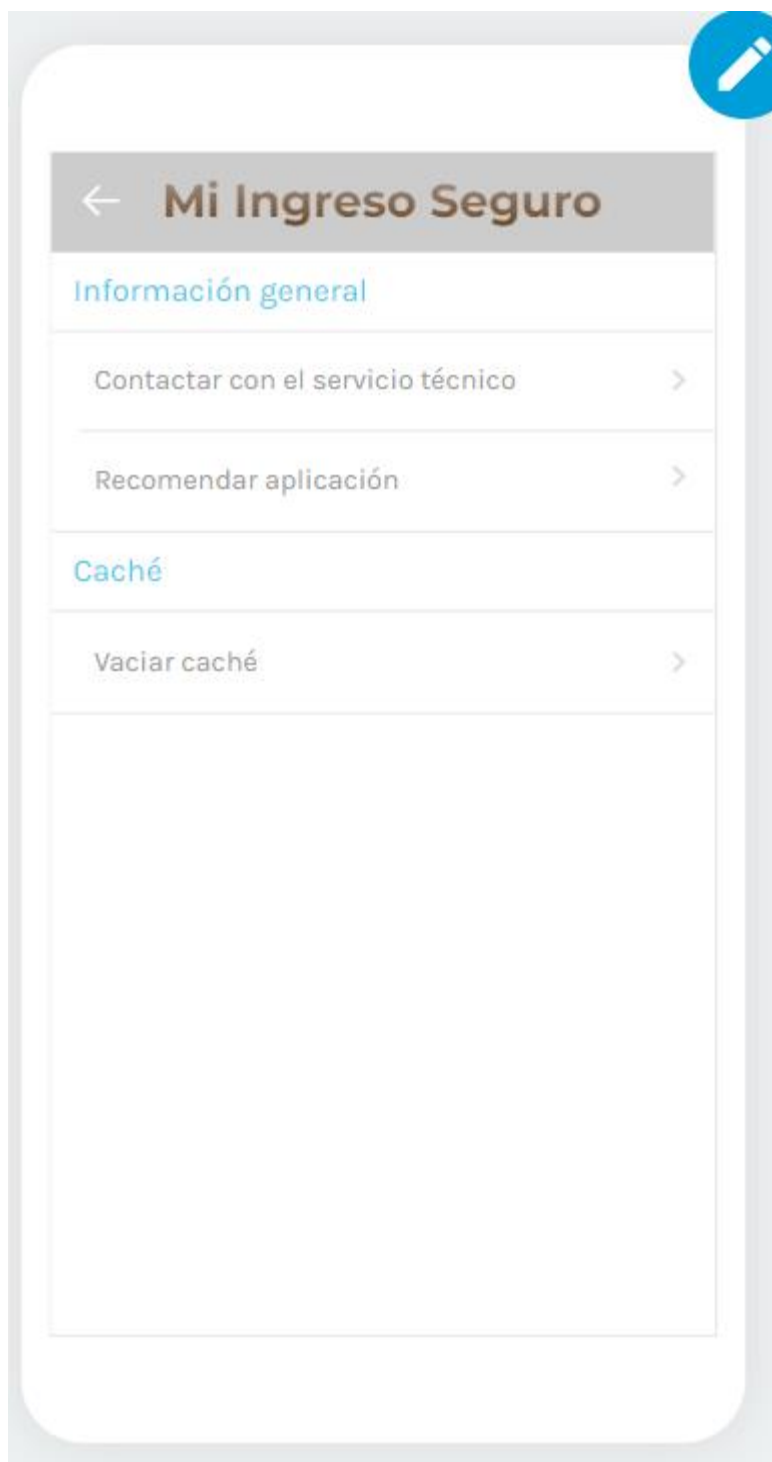 Mi Ingreso Seguro
Información general
Contactar con el servicio técnico
Recomendar aplicación
Caché
Vaciar caché